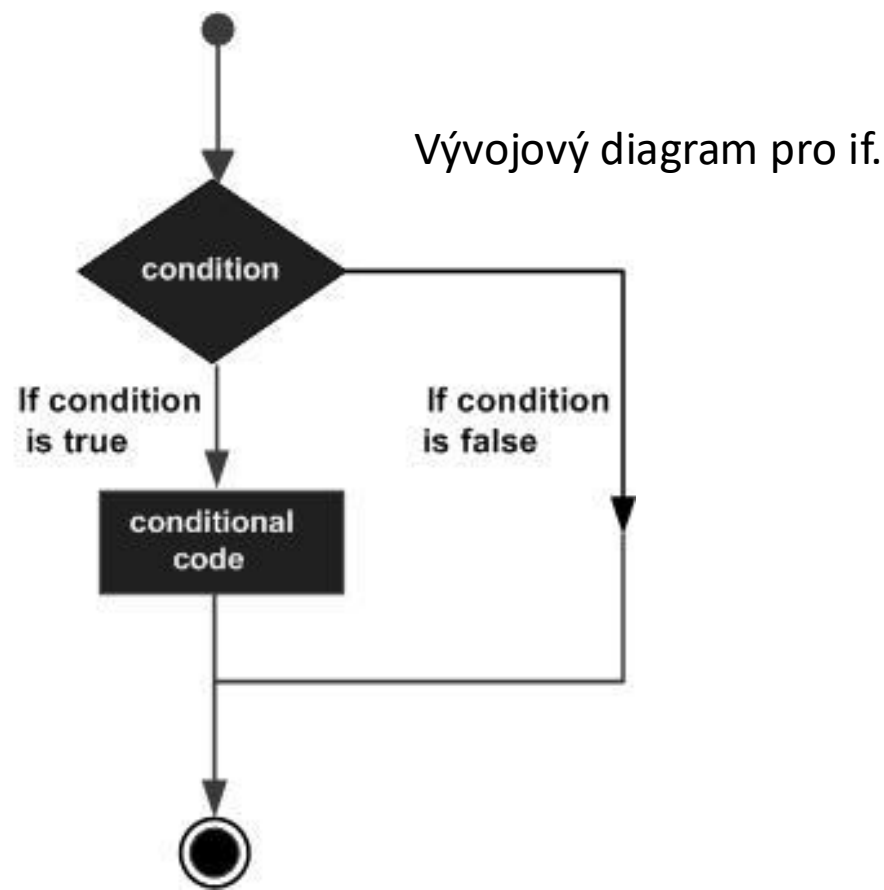 Vývojový diagram pro if.
condition
If condition
is true
If condition
is false
conditional
code